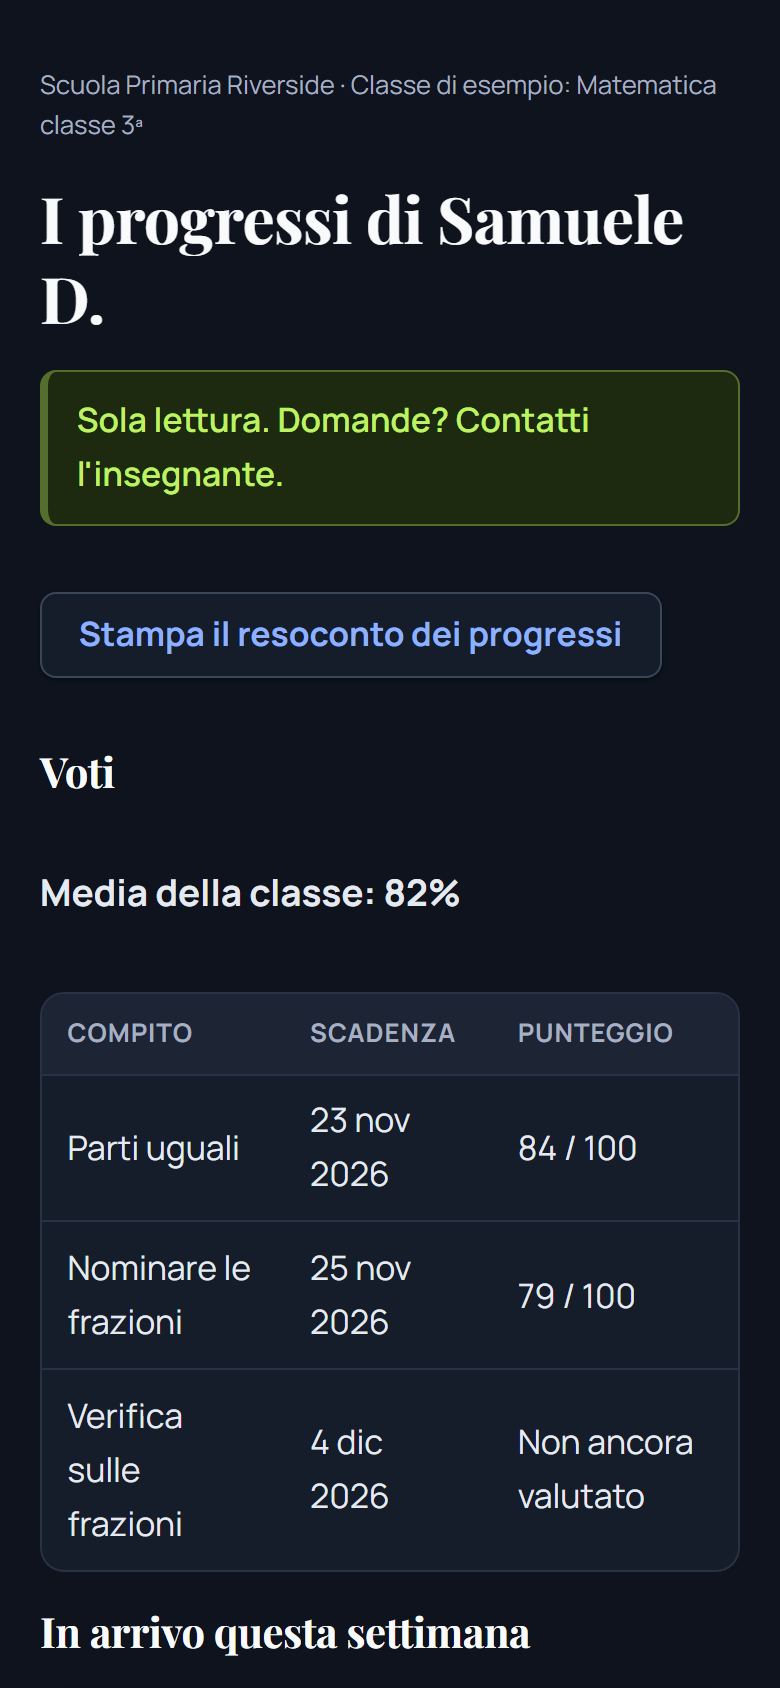 Scuola Primaria Riverside · Classe di esempio: Matematica
classe 3ª
I progressi di Samuele
D.
Sola lettura. Domande? Contatti
l'insegnante.
Stampa il resoconto dei progressi
Voti
Media della classe: 82%
COMPITO SCADENZA PUNTEGGIO
Parti uguali 23 nov 2026 84 / 100
Nominare le frazioni 25 nov 2026 79 / 100
Verifica sulle frazioni 4 dic 2026 Non ancora valutato
In arrivo questa settimana